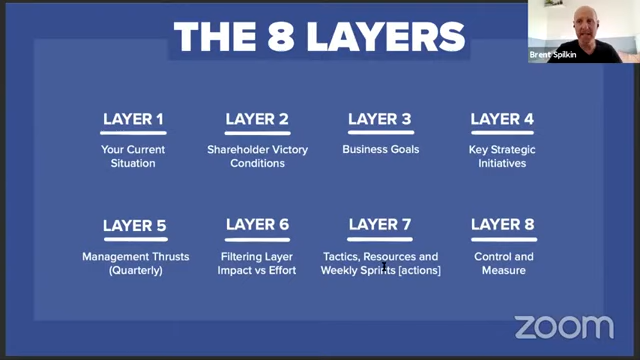 THE 8 LAYERS
Brent Spilkin
LAYER 1
Your Current
Situation
LAYER 2
Shareholder Victory
Conditions
LAYER 3
Business Goals
LAYER 4
Key Strategic
Initiatives
LAYER 5
Management Thrusts
(Quarterly)
LAYER 6
Filtering Layer
Impact vs Effort
LAYER 7
Tactics, Resources and
Weekly Sprints [actions]
LAYER 8
Control and
Measure
zoom